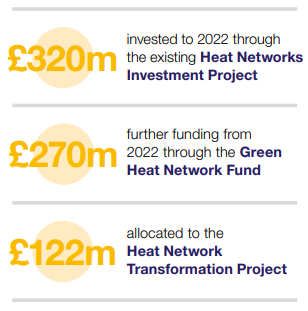 £320m
invested to 2022 through
the existing Heat Networks
Investment Project
£270m
further funding from
2022 through the Green
Heat Network Fund
£122m
allocated to the
Heat Network
Transformation Project